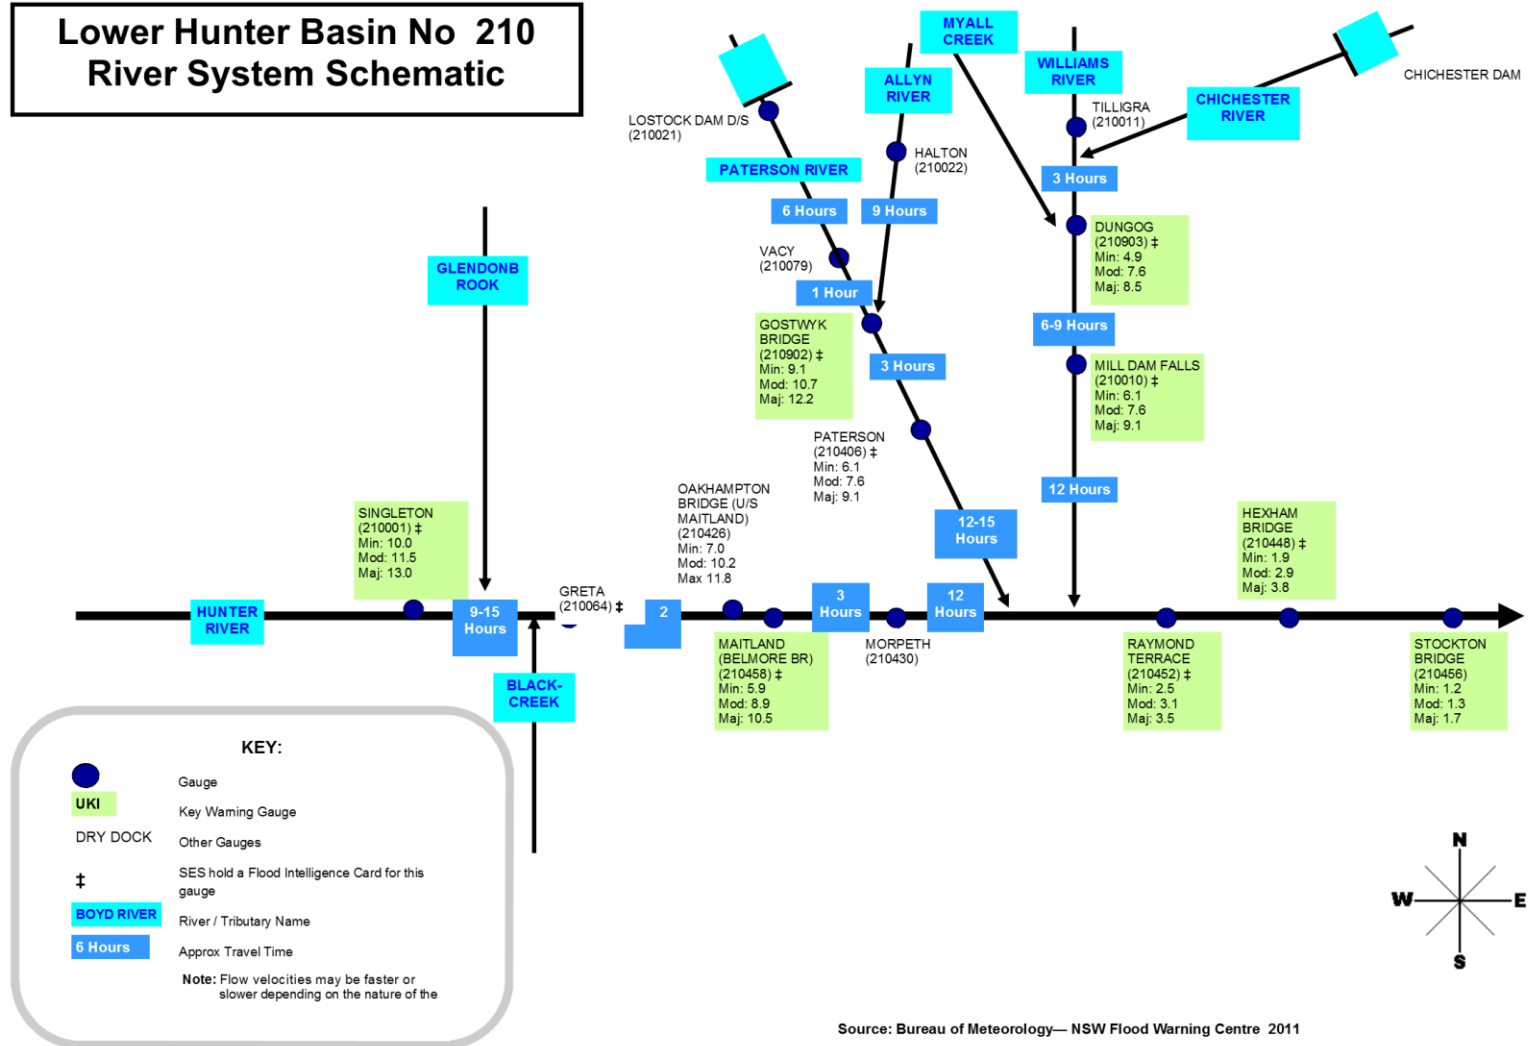 Lower Hunter Basin No 210
River System Schematic
MYALL
CREEK
WILLIAMS
RIVER
ALLYN
RIVER
CHICHESTER DAM
CHICHESTER
RIVER
TILLIGRA
(210011)
LOSTOCK DAM D/S
(210021)
HALTON
(210022)
PATERSON RIVER
3 Hours
6 Hours
9 Hours
DUNGOG
(210903) ‡
Min: 4.9
Mod: 7.6
Maj: 8.5
VACY
(210079)
GLENDONB
ROOK
1 Hour
GOSTWYK
BRIDGE
(210902) ‡
Min: 9.1
Mod: 10.7
Maj: 12.2
6-9 Hours
3 Hours
MILL DAM FALLS
(210010) ‡
Min: 6.1
Mod: 7.6
Maj: 9.1
PATERSON
(210406) ‡
Min: 6.1
Mod: 7.6
Maj: 9.1
12 Hours
OAKHAMPTON
BRIDGE (U/S
MAITLAND)
(210426)
Min: 7.0
Mod: 10.2
Max 11.8
12-15
Hours
SINGLETON
(210001) ‡
Min: 10.0
Mod: 11.5
Maj: 13.0
HEXHAM
BRIDGE
(210448) ‡
Min: 1.9
Mod: 2.9
Maj: 3.8
HUNTER
RIVER
9-15
Hours
GRETA
(210064) ‡
2
3
Hours
12
Hours
MAITLAND
(BELMORE BR)
(210458) ‡
Min: 5.9
Mod: 8.9
Maj: 10.5
MORPETH
(210430)
RAYMOND
TERRACE
(210452) ‡
Min: 2.5
Mod: 3.1
Maj: 3.5
STOCKTON
BRIDGE
(210456)
Min: 1.2
Mod: 1.3
Maj: 1.7
BLACK-
CREEK
KEY:
Gauge
UKI
Key Warning Gauge
DRY DOCK
Other Gauges
‡
SES hold a Flood Intelligence Card for this
gauge
BOYD RIVER
River / Tributary Name
6 Hours
Approx Travel Time
Note: Flow velocities may be faster or
slower depending on the nature of the
N
W
E
S
Source: Bureau of Meteorology— NSW Flood Warning Centre 2011